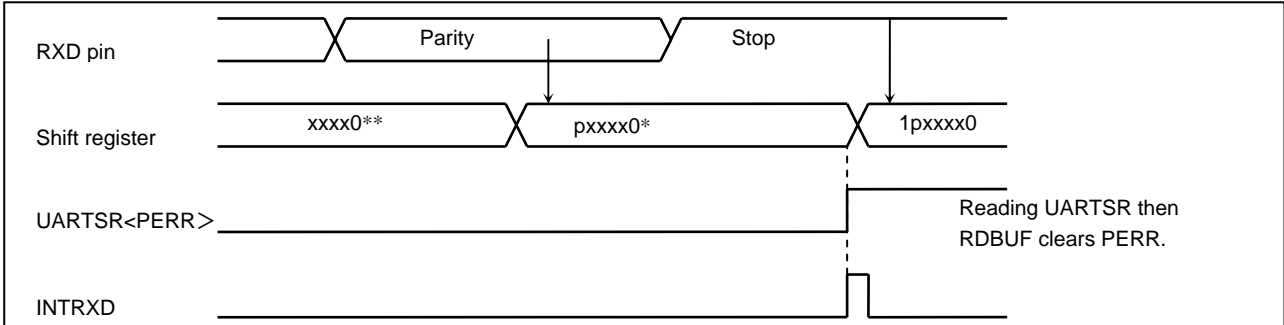 RXD pin
Parity
Stop
Shift register
xxxx0**
pxxxx0*
1pxxxx0
UARTSR<PERR＞
Reading UARTSR then
RDBUF clears PERR.
INTRXD